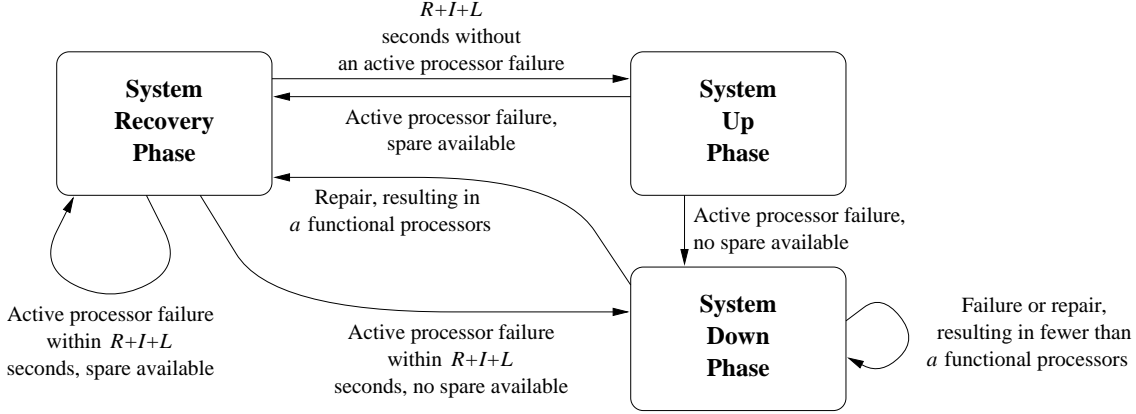 R+I+L
seconds without
an active processor failure
System
Recovery
Phase
System
Up
Phase
Active processor failure,
spare available
Repair, resulting in
a functional processors
Active processor failure,
no spare available
Active processor failure
within R+I+L
seconds, spare available
Active processor failure
within R+I+L
seconds, no spare available
System
Down
Phase
Failure or repair,
resulting in fewer than
a functional processors